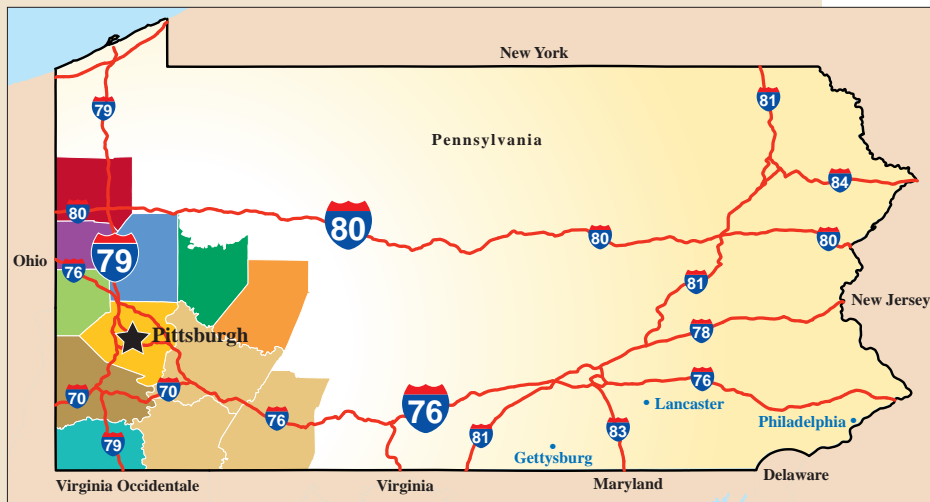 New York
79
81
Pennsylvania
84
80
80
80
80
79
Ohio
76
81
New Jersey
Pittsburgh
78
70
70
76
76
76
Lancaster
Philadelphia
79
81
83
Gettysburg
Virginia Occidentale
Virginia
Maryland
Delaware